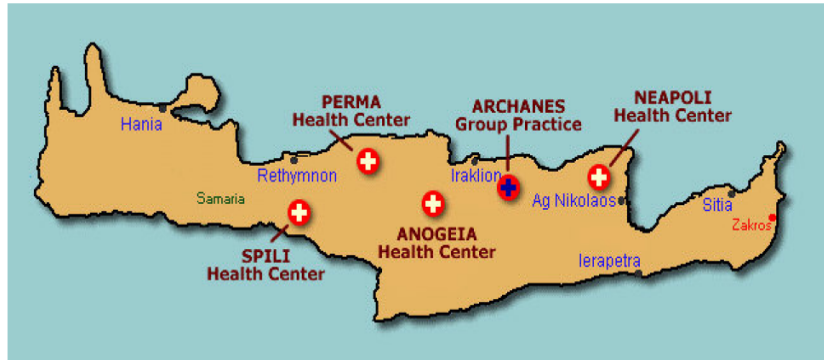 PERMA
Health Center
ARCHANES
Group Practice
NEAPOLI
Health Center
Hania
Rethymnon
Iraklion
Samaria
Ag Nikolaos
Sitia
Zakros
ANOGEIA
Health Center
SPILI
Health Center
Ierapetra